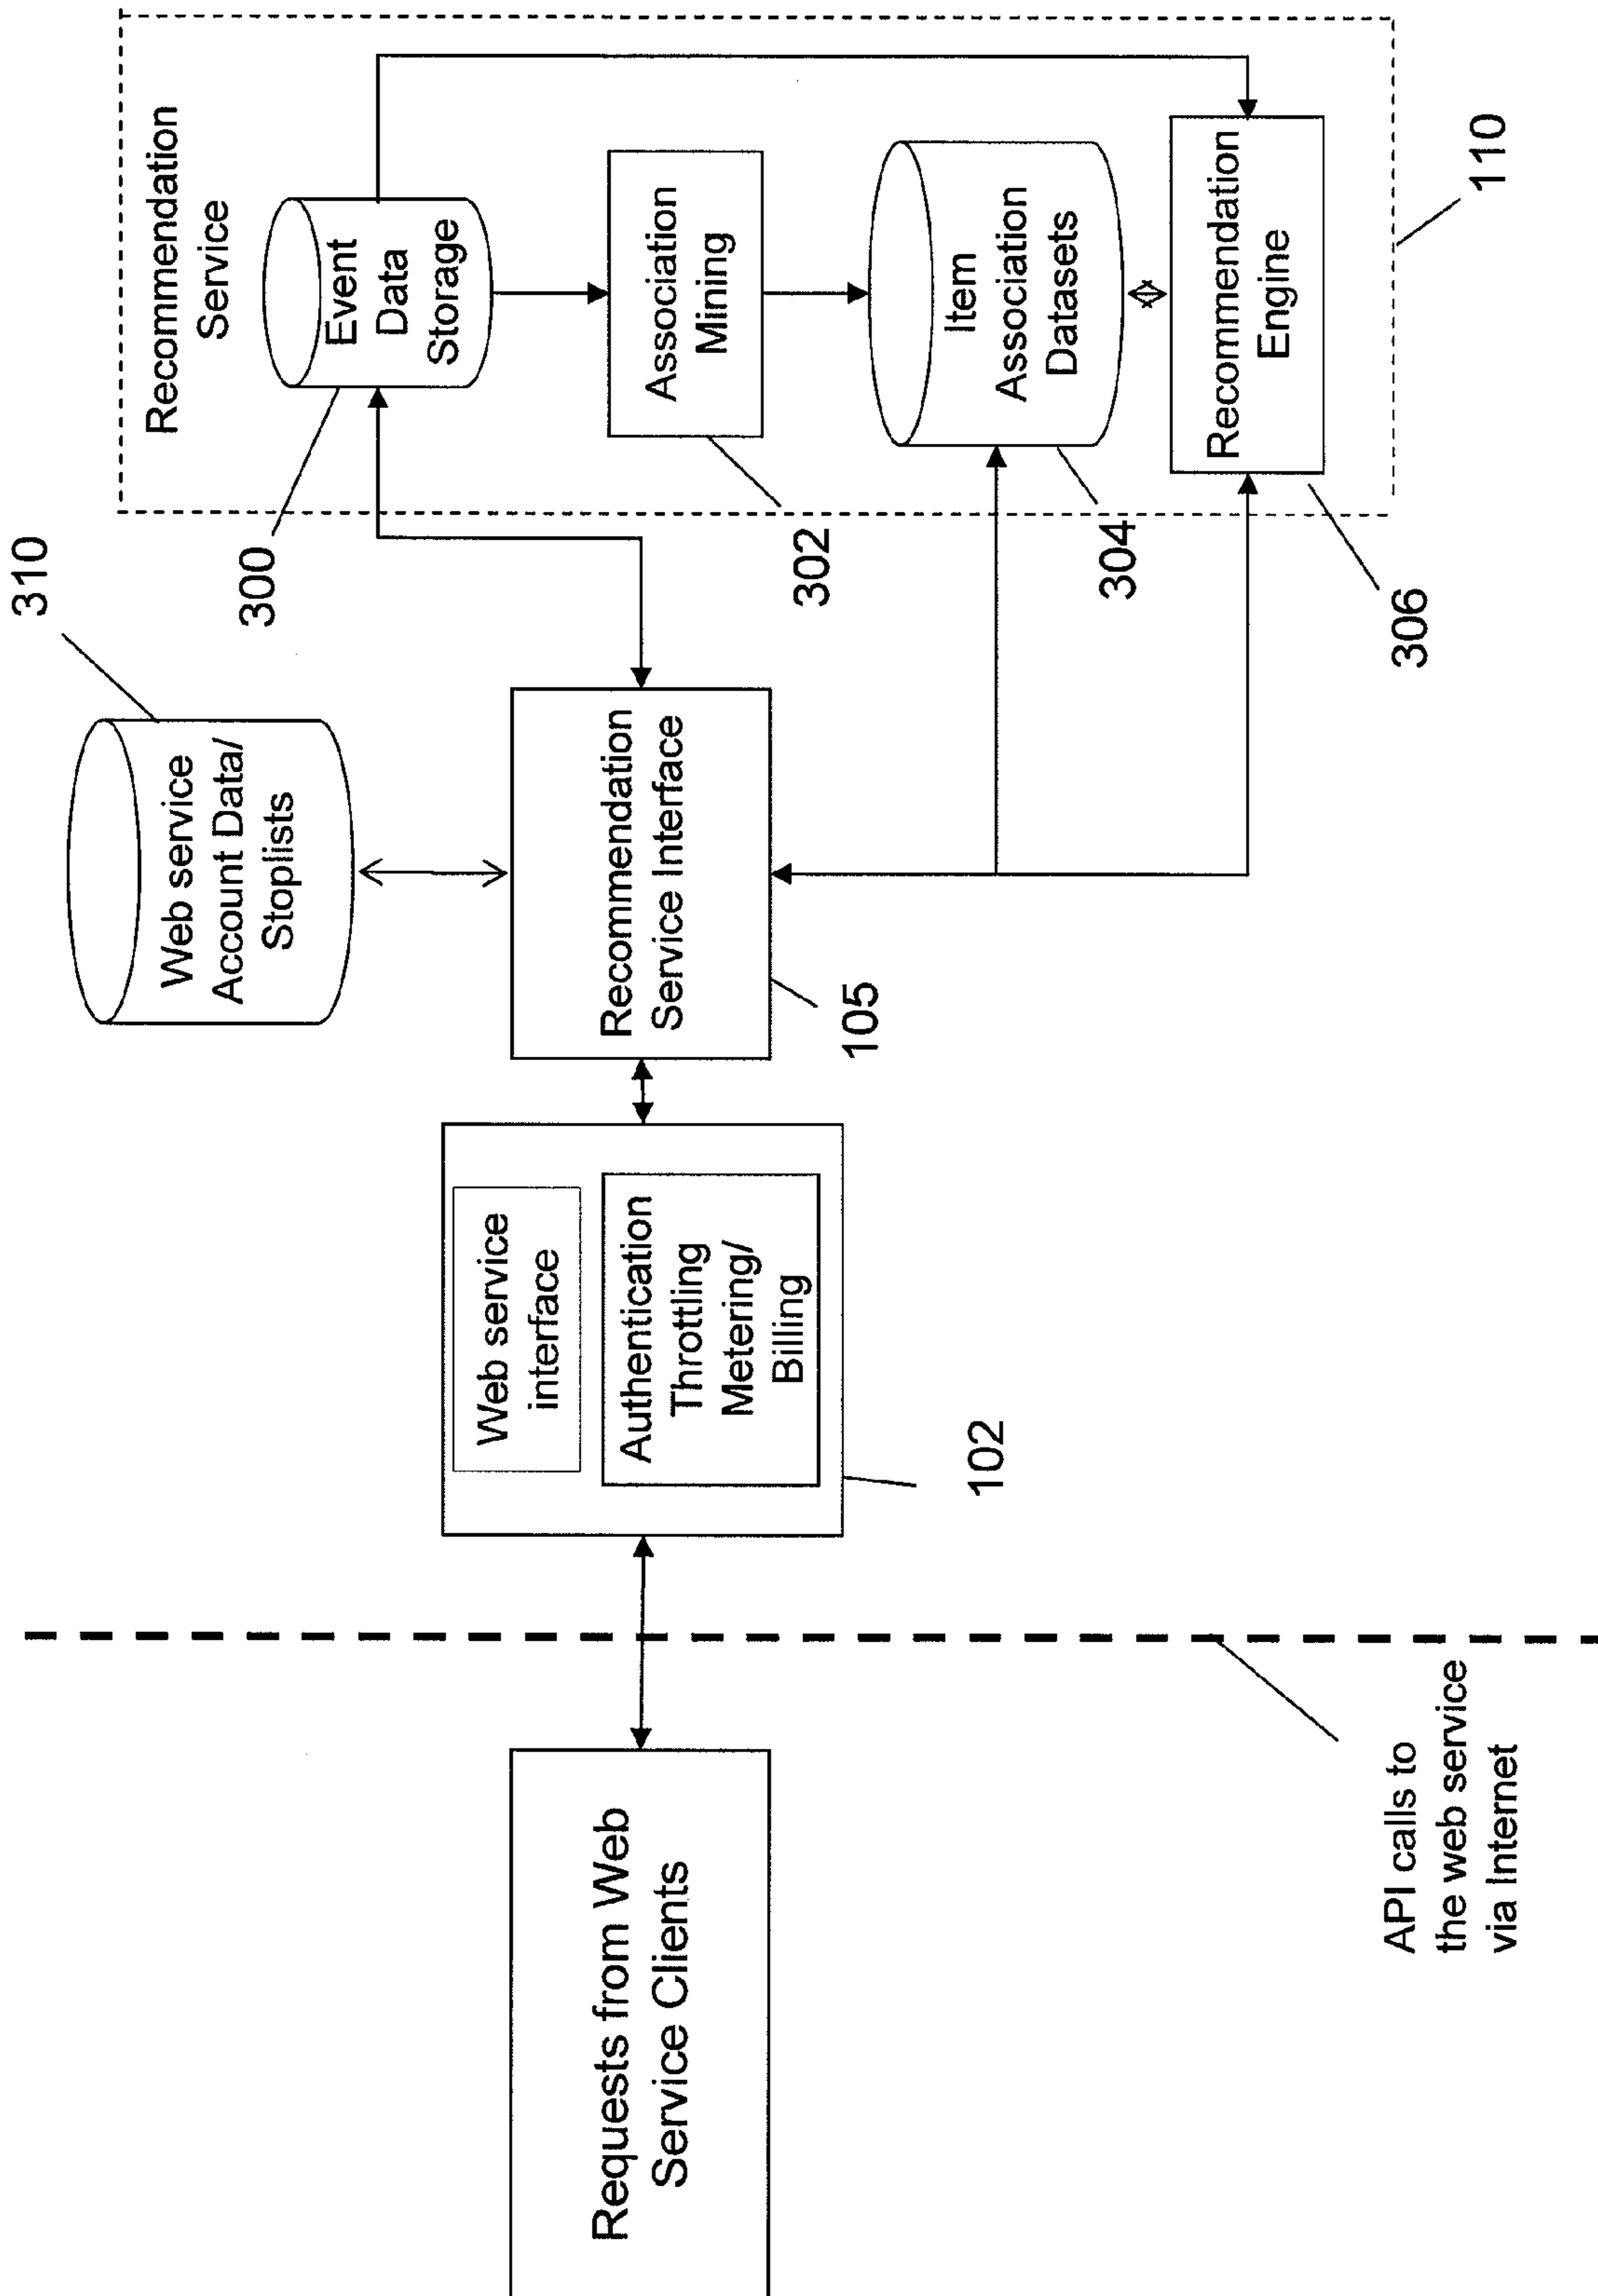 Requests from Web
Service Clients
API calls to
the web service
via Internet
Web service
interface
Authentication
Throttling
Metering/
Billing
102
Web service
Account Data/
Stoplists
310
Recommendation
Service Interface
105
Recommendation
Service
Event
Data
Storage
300
Association
Mining
302
Item
Association
Datasets
304
Recommendation
Engine
306
110